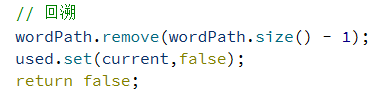 // 回溯
wordPath.remove(wordPath.size() - 1);
used.set(current,false);
return false;